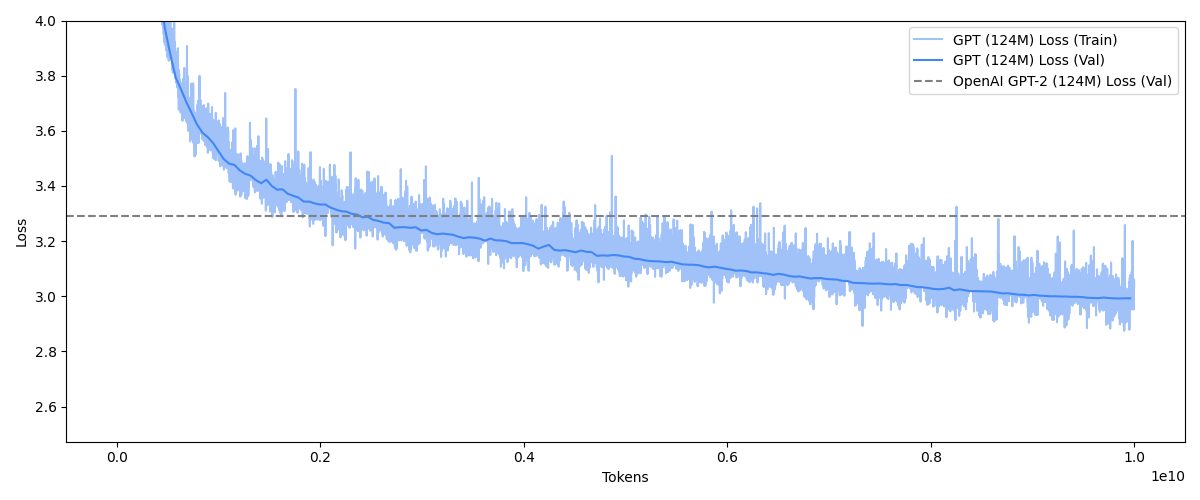 4.0
3.8
3.6
3.4
3.2
3.0
2.8
2.6
Loss
GPT (124M) Loss (Train)
GPT (124M) Loss (Val)
OpenAI GPT-2 (124M) Loss (Val)
0.0 0.2 0.4 0.6 0.8 1.0
Tokens
1e10